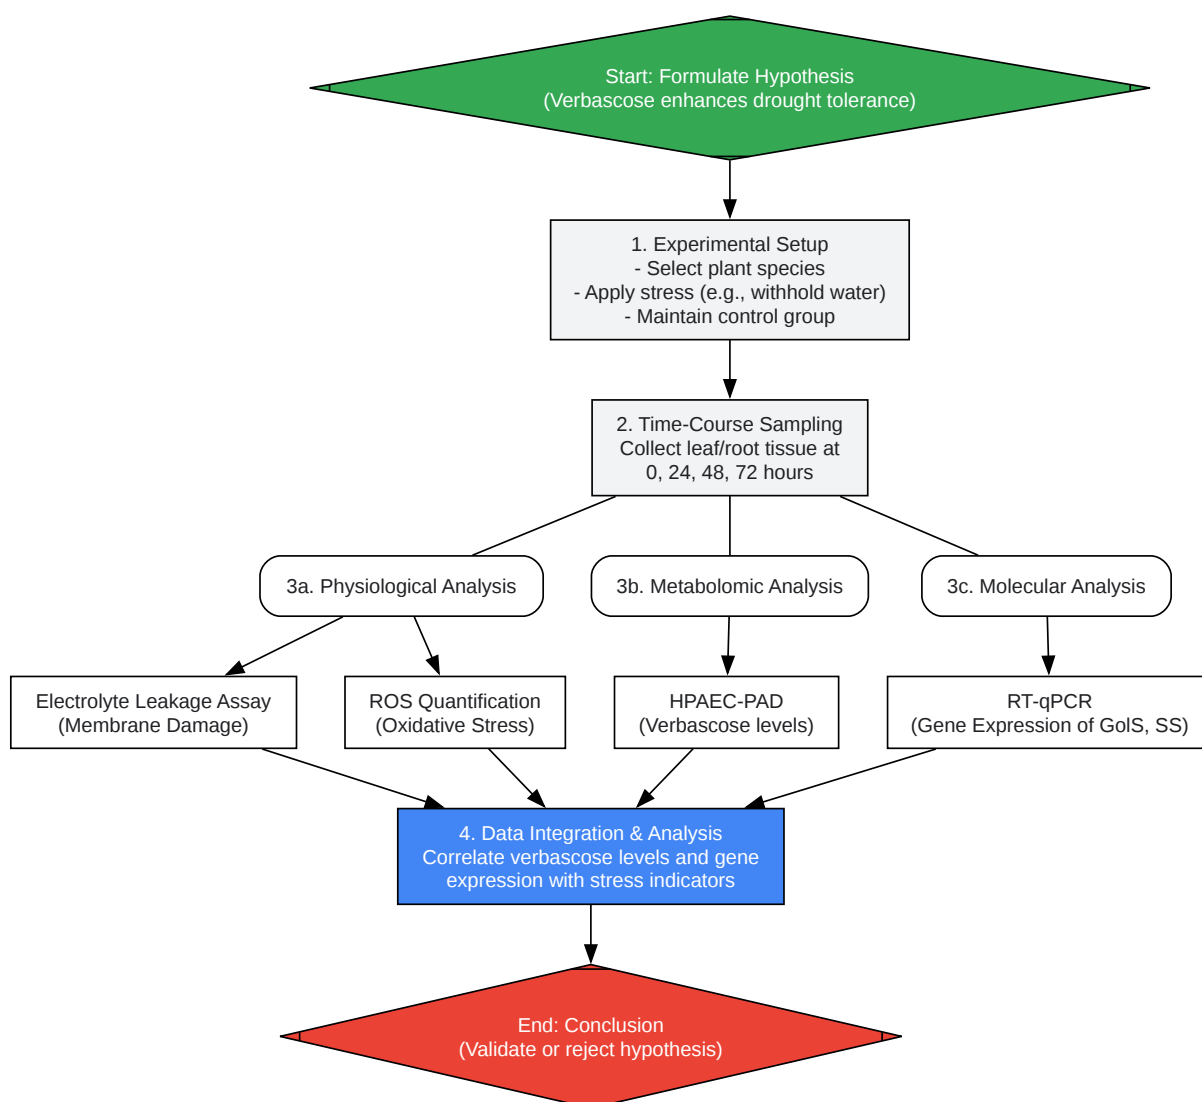 Start: Formulate Hypothesis
(Verbascose enhances drought tolerance)
1. Experimental Setup
- Select plant species
- Apply stress (e.g., withhold water)
- Maintain control group
2. Time-Course Sampling
Collect leaf/root tissue at
0, 24, 48, 72 hours
3a. Physiological Analysis
3b. Metabolomic Analysis
3c. Molecular Analysis
Electrolyte Leakage Assay
(Membrane Damage)
ROS Quantification
(Oxidative Stress)
HPAEC-PAD
(Verbascose levels)
RT-qPCR
(Gene Expression of GolS, SS)
4. Data Integration & Analysis
Correlate verbascose levels and gene
expression with stress indicators
End: Conclusion
(Validate or reject hypothesis)